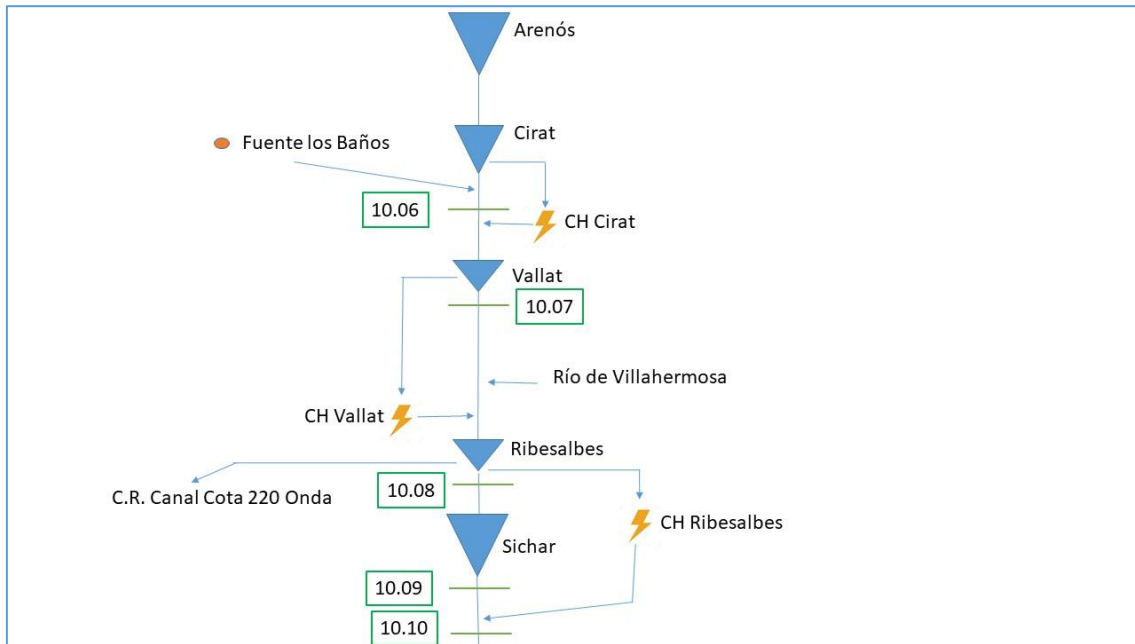 Arenós
Cirat
Fuente los Baños
10.06
CH Cirat
Vallat
10.07
Río de Villahermosa
CH Vallat
Ribesalbes
C.R. Canal Cota 220 Onda
10.08
CH Ribesalbes
Sichar
10.09
10.10